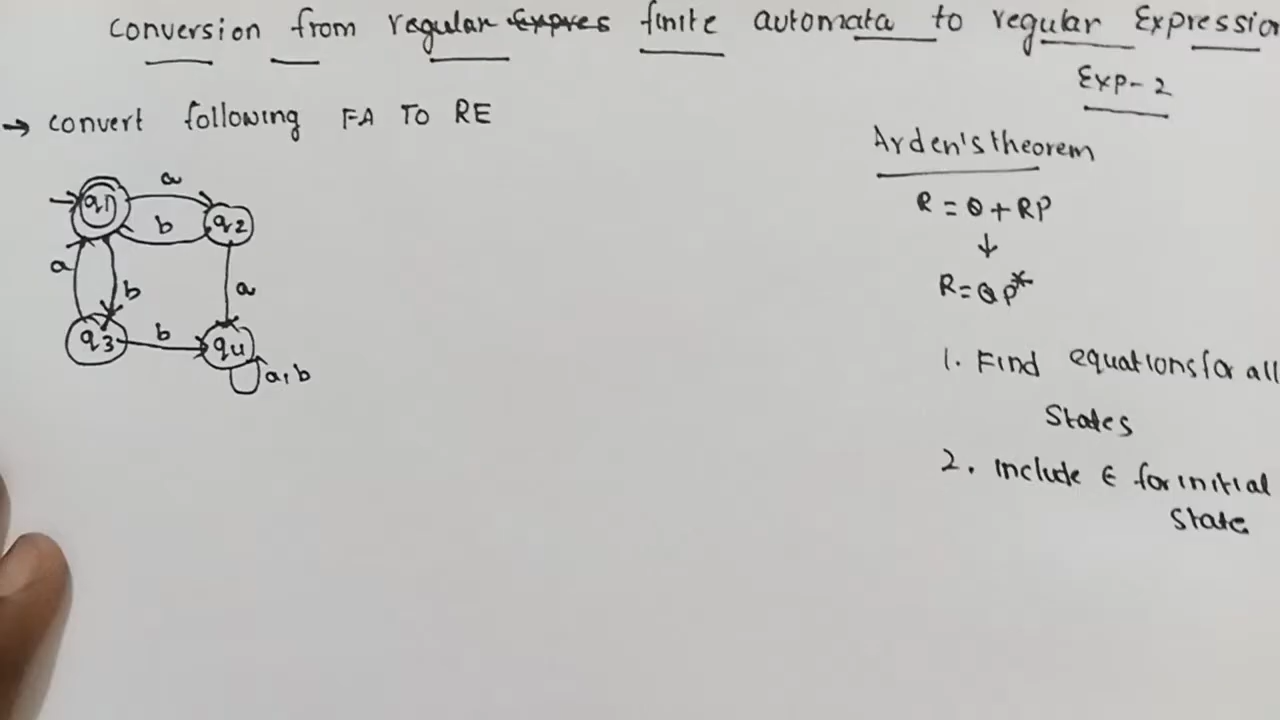 conversion from regular expres finite automata to regular Expression
Exp-2
→ convert following FA TO RE
Arden's theorem
R = Q + RP
↓
R = QP*
1. Find equations for all
States
2. include ε for initial
State
a
q1
b
q2
a
b
a
q3
b
q4
a,b